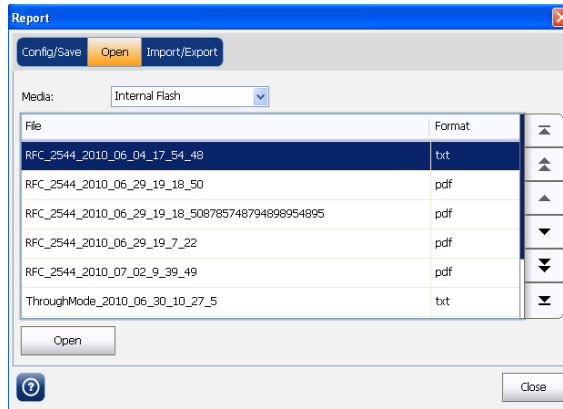 Report
Config/Save Open Import/Export
Media: Internal Flash
File Format
RFC_2544_2010_06_04_17_54_48 txt
RFC_2544_2010_06_29_19_18_50 pdf
RFC_2544_2010_06_29_19_18_508785748794898954895 pdf
RFC_2544_2010_06_29_19_7_22 pdf
RFC_2544_2010_07_02_9_39_49 pdf
ThroughMode_2010_06_30_10_27_5 txt
Open
? Close